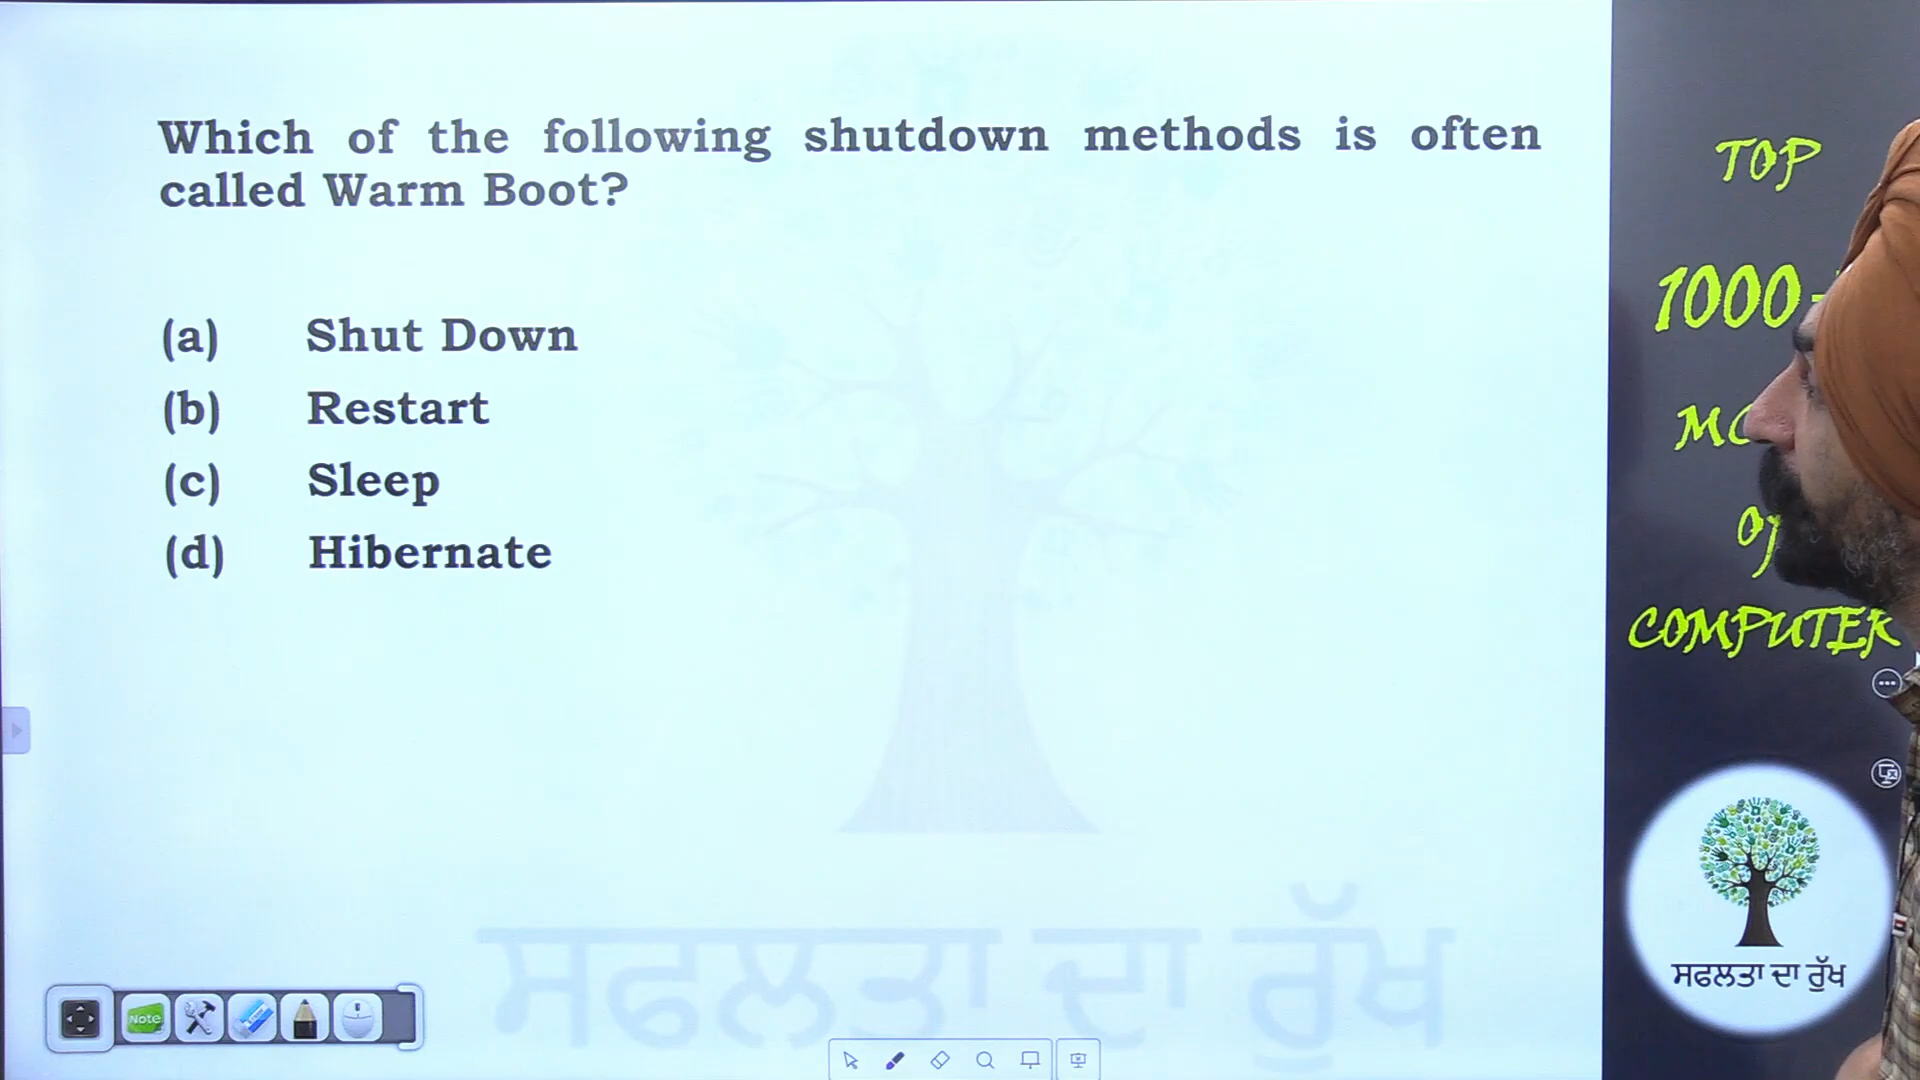 Which of the following shutdown methods is often
called Warm Boot?
(a) Shut Down
(b) Restart
(c) Sleep
(d) Hibernate
TOP
1000
COMPUTER
ਸਫਲਤਾ ਦਾ ਰੁੱਖ
ਸਫਲਤਾ ਦਾ ਰੁੱਖ
Note